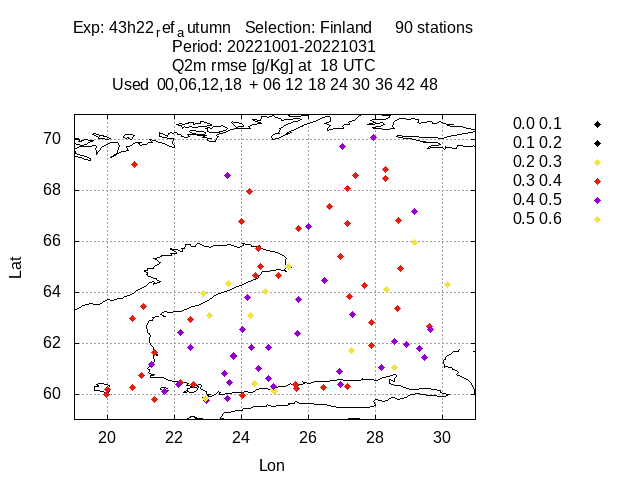 Exp: 43h22ref_autumn Selection: Finland 90 stations
Period: 20221001-20221031
Q2m rmse [g/Kg] at 18 UTC
Used 00,06,12,18 + 06 12 18 24 30 36 42 48
70
68
66
64
62
60
20 22 24 26 28 30
Lat
Lon
0.0 0.1
0.1 0.2
0.2 0.3
0.3 0.4
0.4 0.5
0.5 0.6